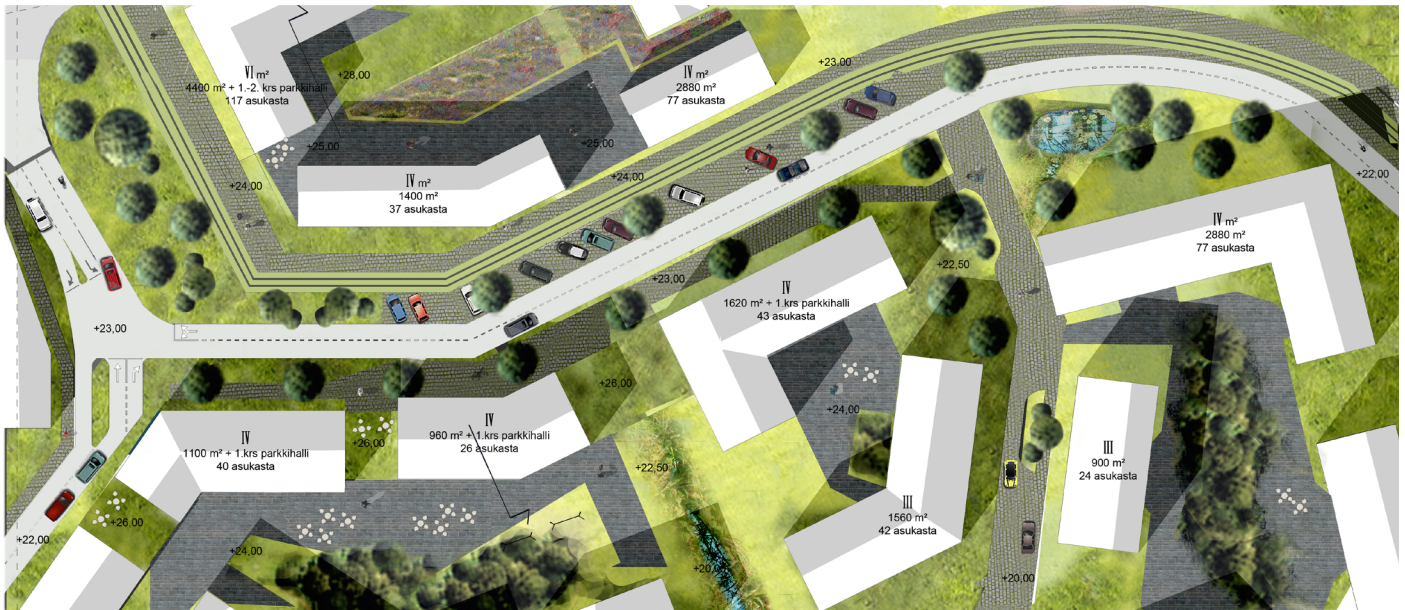 VI m²
4400 m² + 1.-2. krs parkkihalli
117 asukasta
+28,00
IV m²
2880 m²
77 asukasta
+23,00
+25,00
+25,00
+24,00
IV m²
1400 m²
37 asukasta
+24,00
+22,00
IV m²
2880 m²
77 asukasta
+22,50
+23,00
IV
1620 m² + 1.krs parkkihalli
43 asukasta
+23,00
+26,00
+24,00
IV
1100 m² + 1.krs parkkihalli
40 asukasta
+26,00
IV
960 m² + 1.krs parkkihalli
26 asukasta
+22,50
III
900 m²
24 asukasta
III
1560 m²
42 asukasta
+26,00
+22,00
+24,00
+20,00